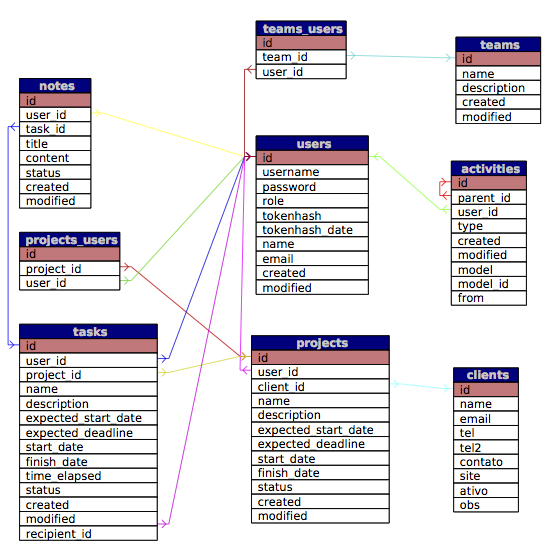 teams_users
id
team_id
user_id
teams
id
name
description
created
modified
notes
id
user_id
task_id
title
content
status
created
modified
users
id
username
password
role
tokenhash
tokenhash_date
name
email
created
modified
activities
id
parent_id
user_id
type
created
modified
model
model_id
from
projects_users
id
project_id
user_id
tasks
id
user_id
project_id
name
description
expected_start_date
expected_deadline
start_date
finish_date
time_elapsed
status
created
modified
recipient_id
projects
id
user_id
client_id
name
description
expected_start_date
expected_deadline
start_date
finish_date
status
created
modified
clients
id
name
email
tel
tel2
contato
site
ativo
obs